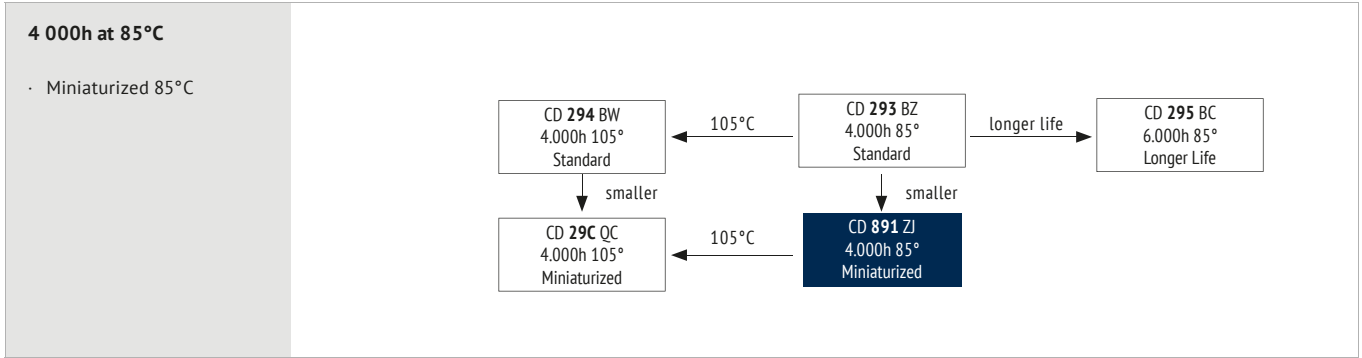 4 000h at 85°C
· Miniaturized 85°C
CD 294 BW
4.000h 105°
Standard
105°C
CD 293 BZ
4.000h 85°
Standard
longer life
CD 295 BC
6.000h 85°
Longer Life
smaller
smaller
CD 29C QC
4.000h 105°
Miniaturized
105°C
CD 891 ZJ
4.000h 85°
Miniaturized